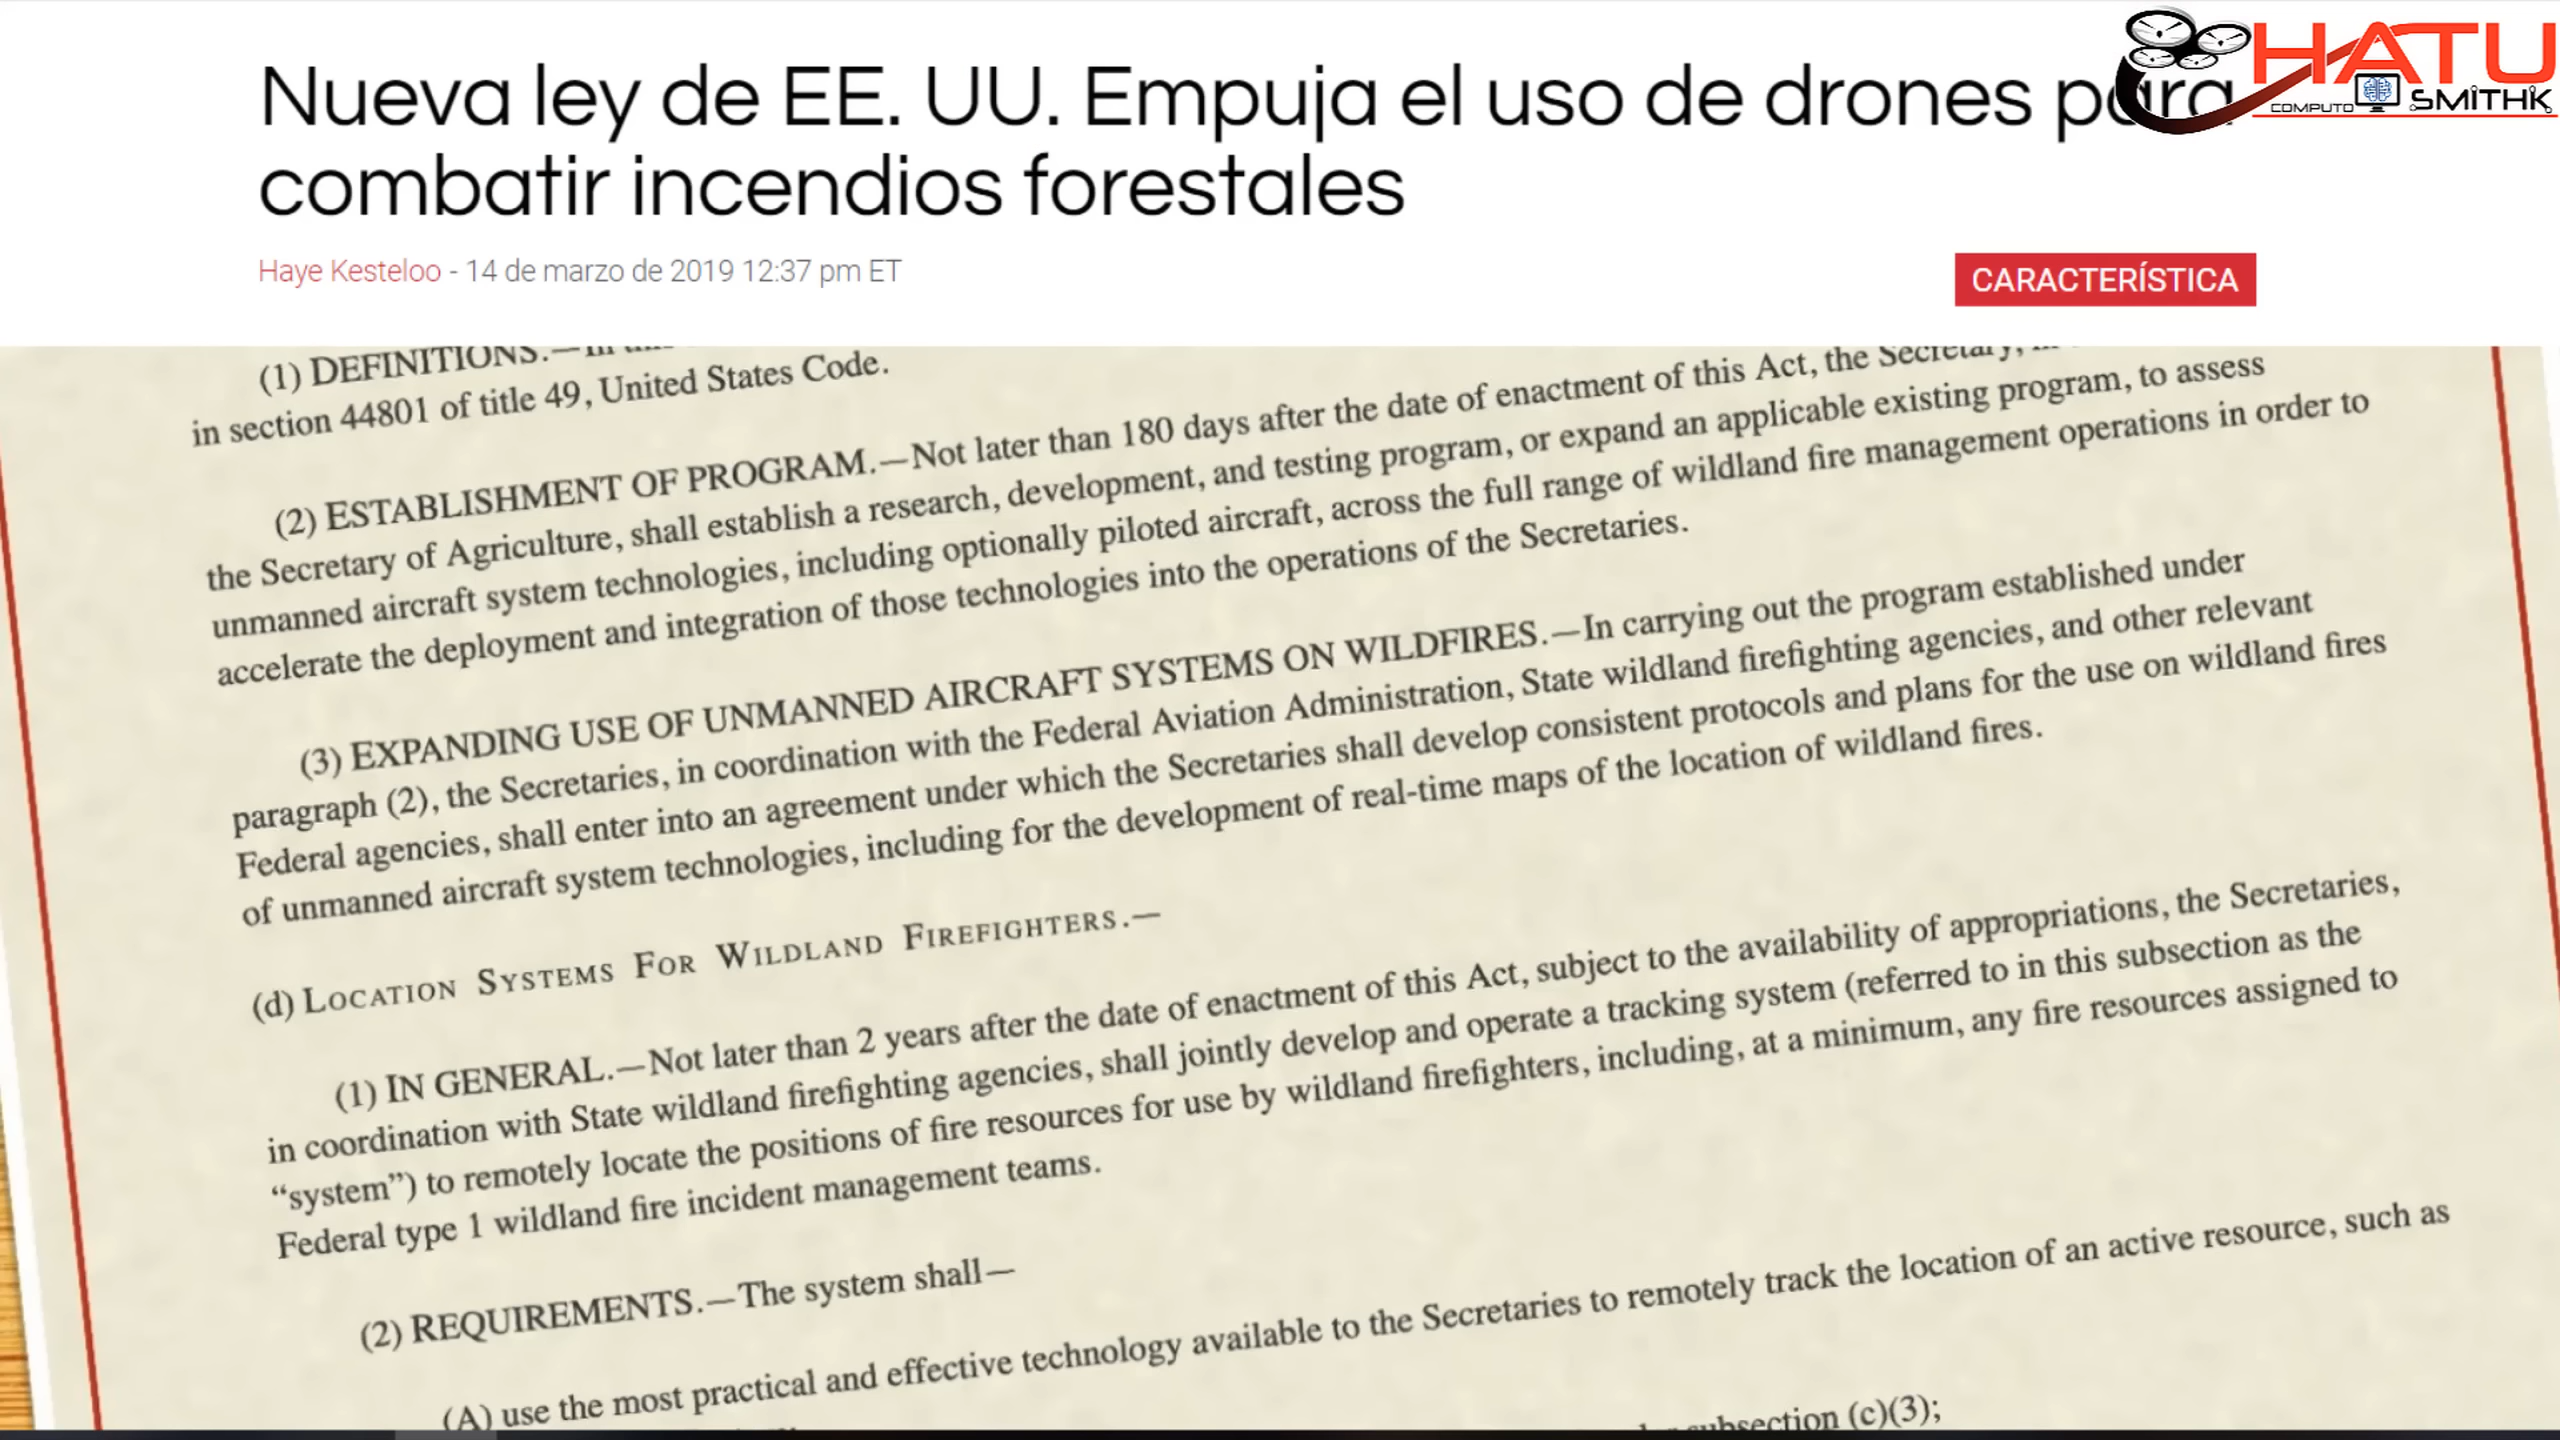 Nueva ley de EE. UU. Empuja el uso de drones para
combatir incendios forestales
HATU
COMPUTO SMITHK
Haye Kesteloo - 14 de marzo de 2019 12:37 pm ET
CARACTERÍSTICA
(1) DEFINITIONS.—In
in section 44801 of title 49, United States Code.
(2) ESTABLISHMENT OF PROGRAM.—Not later than 180 days after the date of enactment of this Act, the Secretary,
the Secretary of Agriculture, shall establish a research, development, and testing program, or expand an applicable existing program, to assess
unmanned aircraft system technologies, including optionally piloted aircraft, across the full range of wildland fire management operations in order to
accelerate the deployment and integration of those technologies into the operations of the Secretaries.
(3) EXPANDING USE OF UNMANNED AIRCRAFT SYSTEMS ON WILDFIRES.—In carrying out the program established under
paragraph (2), the Secretaries, in coordination with the Federal Aviation Administration, State wildland firefighting agencies, and other relevant
Federal agencies, shall enter into an agreement under which the Secretaries shall develop consistent protocols and plans for the use on wildland fires
of unmanned aircraft system technologies, including for the development of real-time maps of the location of wildland fires.
(d) LOCATION SYSTEMS FOR WILDLAND FIREFIGHTERS.—
(1) IN GENERAL.—Not later than 2 years after the date of enactment of this Act, subject to the availability of appropriations, the Secretaries,
in coordination with State wildland firefighting agencies, shall jointly develop and operate a tracking system (referred to in this subsection as the
“system”) to remotely locate the positions of fire resources for use by wildland firefighters, including, at a minimum, any fire resources assigned to
Federal type 1 wildland fire incident management teams.
(2) REQUIREMENTS.—The system shall—
(A) use the most practical and effective technology available to the Secretaries to remotely track the location of an active resource, such as
subsection (c)(3);